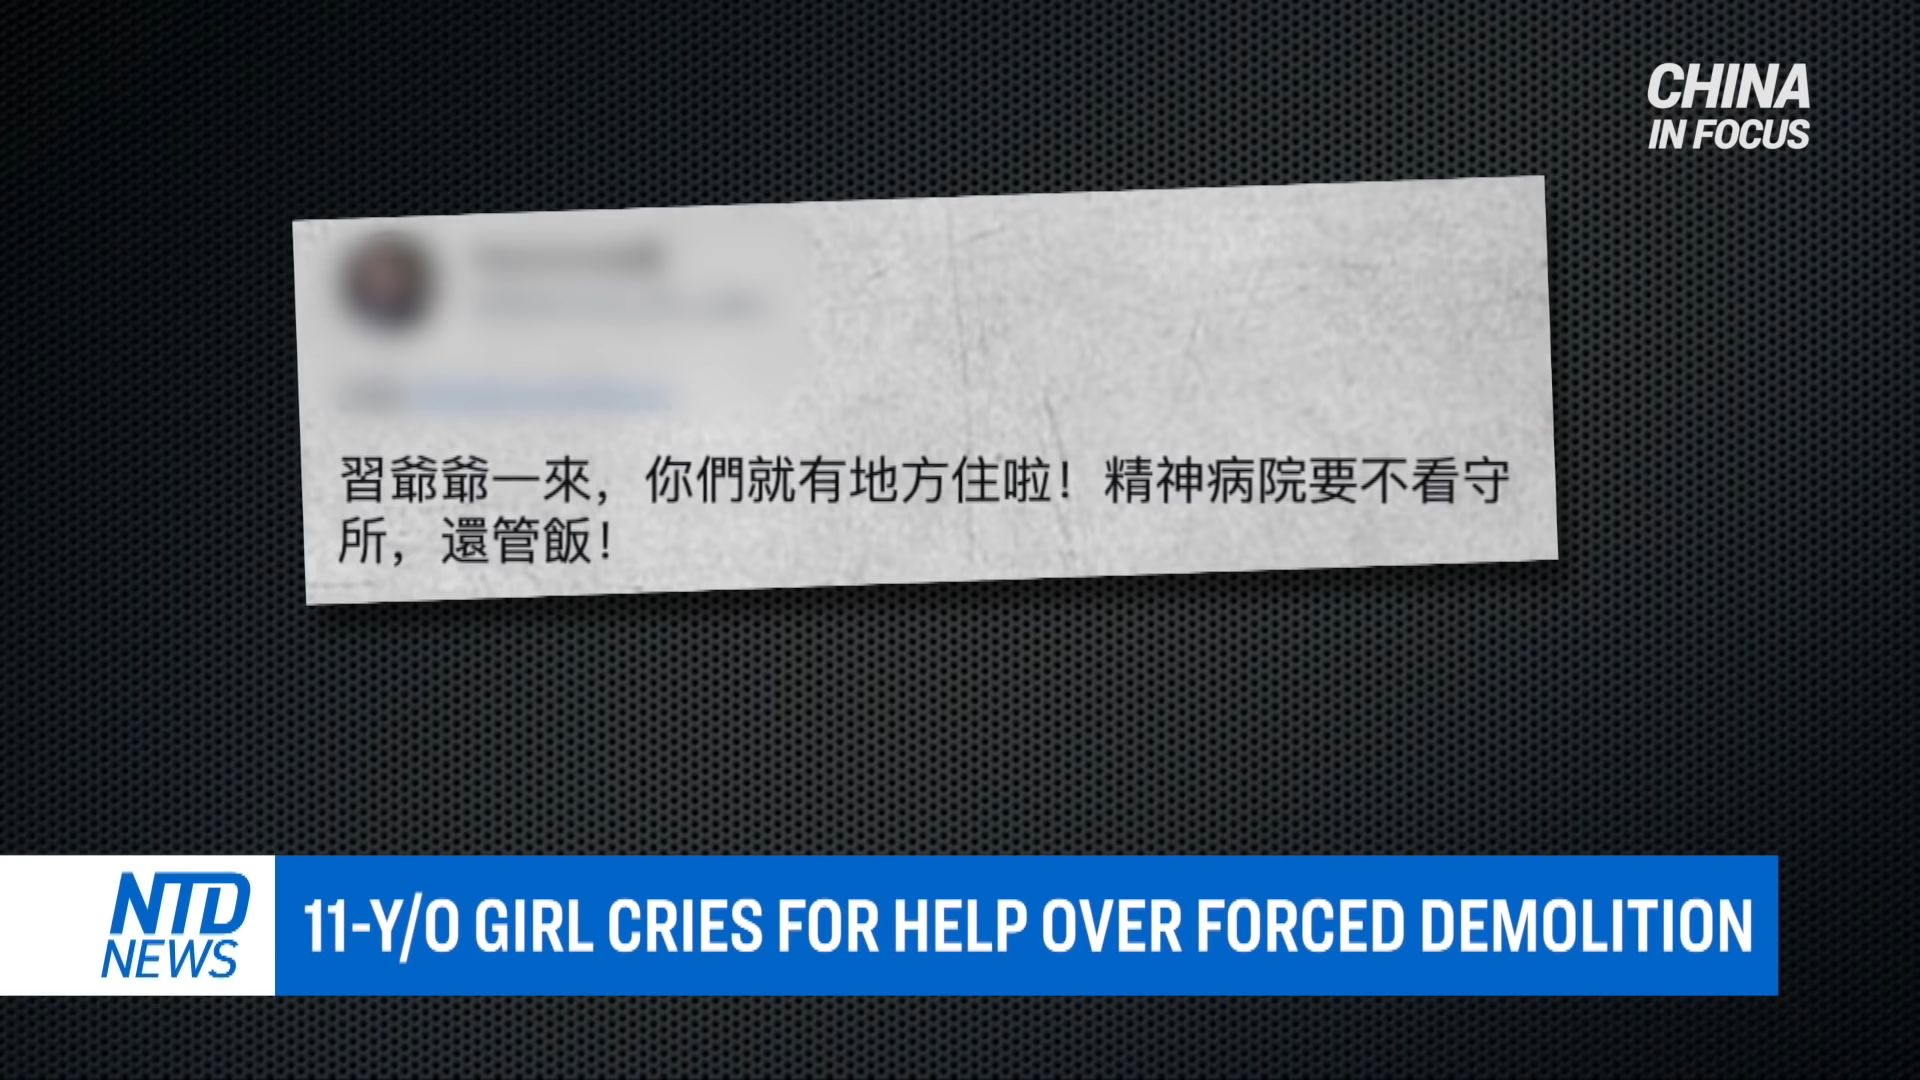 CHINA
IN FOCUS
習爺爺一來，你們就有地方住啦！精神病院要不看守
所，還管飯！
NTD
NEWS
11-Y/O GIRL CRIES FOR HELP OVER FORCED DEMOLITION